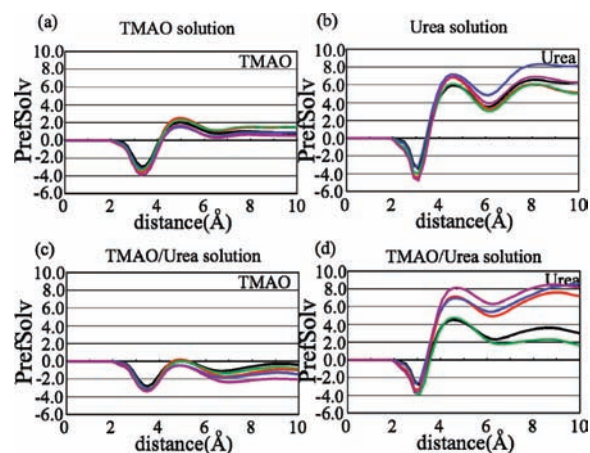 (a) TMAO solution
TMAO
PrefSolv
10.0
8.0
6.0
4.0
2.0
0.0
-2.0
-4.0
-6.0
0 2 4 6 8 10
distance(Å)
(b) Urea solution
Urea
PrefSolv
10.0
8.0
6.0
4.0
2.0
0.0
-2.0
-4.0
-6.0
0 2 4 6 8 10
distance(Å)
(c) TMAO/Urea solution
TMAO
PrefSolv
10.0
8.0
6.0
4.0
2.0
0.0
-2.0
-4.0
-6.0
0 2 4 6 8 10
distance(Å)
(d) TMAO/Urea solution
Urea
PrefSolv
10.0
8.0
6.0
4.0
2.0
0.0
-2.0
-4.0
-6.0
0 2 4 6 8 10
distance(Å)